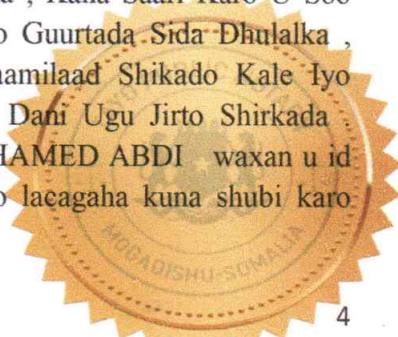 , Kana Saari Karo U Soo
Guurtada Sida Dhulalka ,
aamilaad Shikado Kale Iyo
Dani Ugu Jirto Shirkada .
HAMED ABDI waxan u id
o lacagaha kuna shubi karo
MOGADISHU-SOMALIA
4